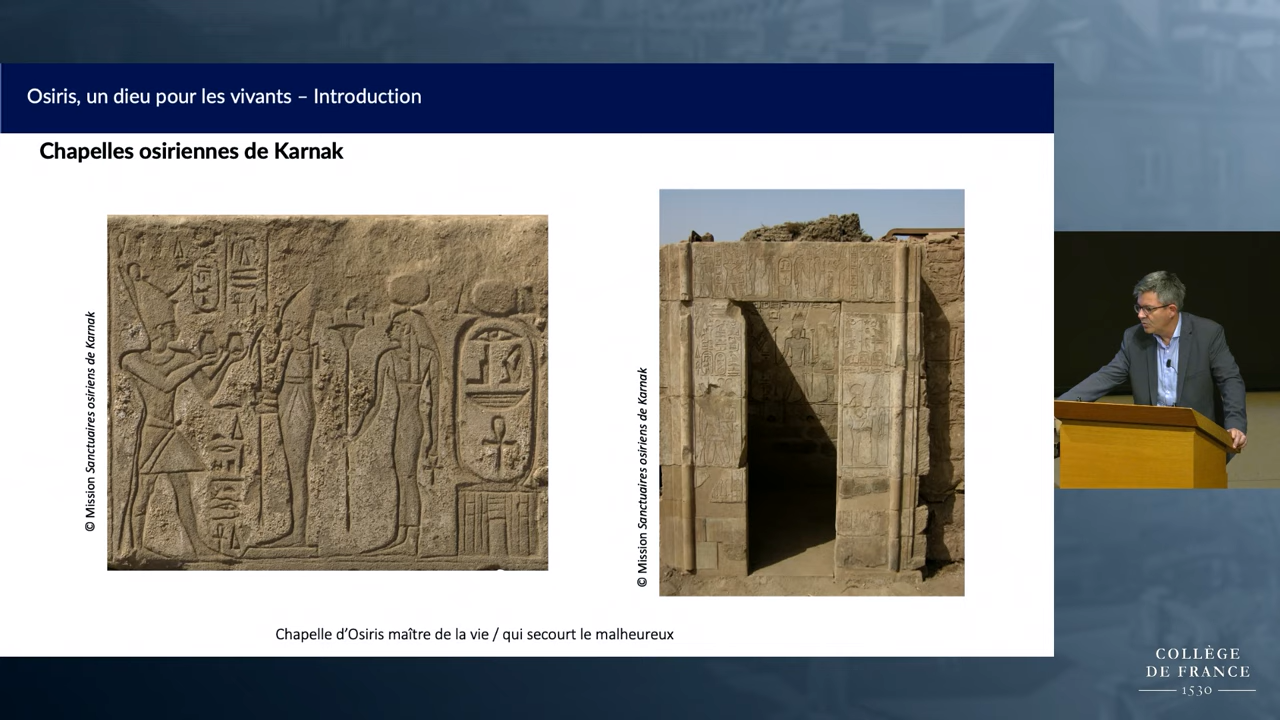 Osiris, un dieu pour les vivants – Introduction
Chapelles osiriennes de Karnak
© Mission Sanctuaires osiriens de Karnak
© Mission Sanctuaires osiriens de Karnak
Chapelle d’Osiris maître de la vie / qui secourt le malheureux
COLLÈGE
DE FRANCE
1530